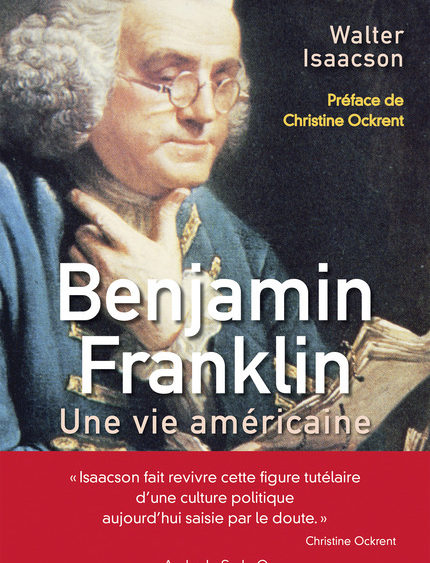 Walter
Isaacson
Préface de
Christine Ockrent
Benjamin
Franklin
Une vie américaine
« Isaacson fait revivre cette figure tutélaire
d’une culture politique
aujourd’hui saisie par le doute. »
Christine Ockrent